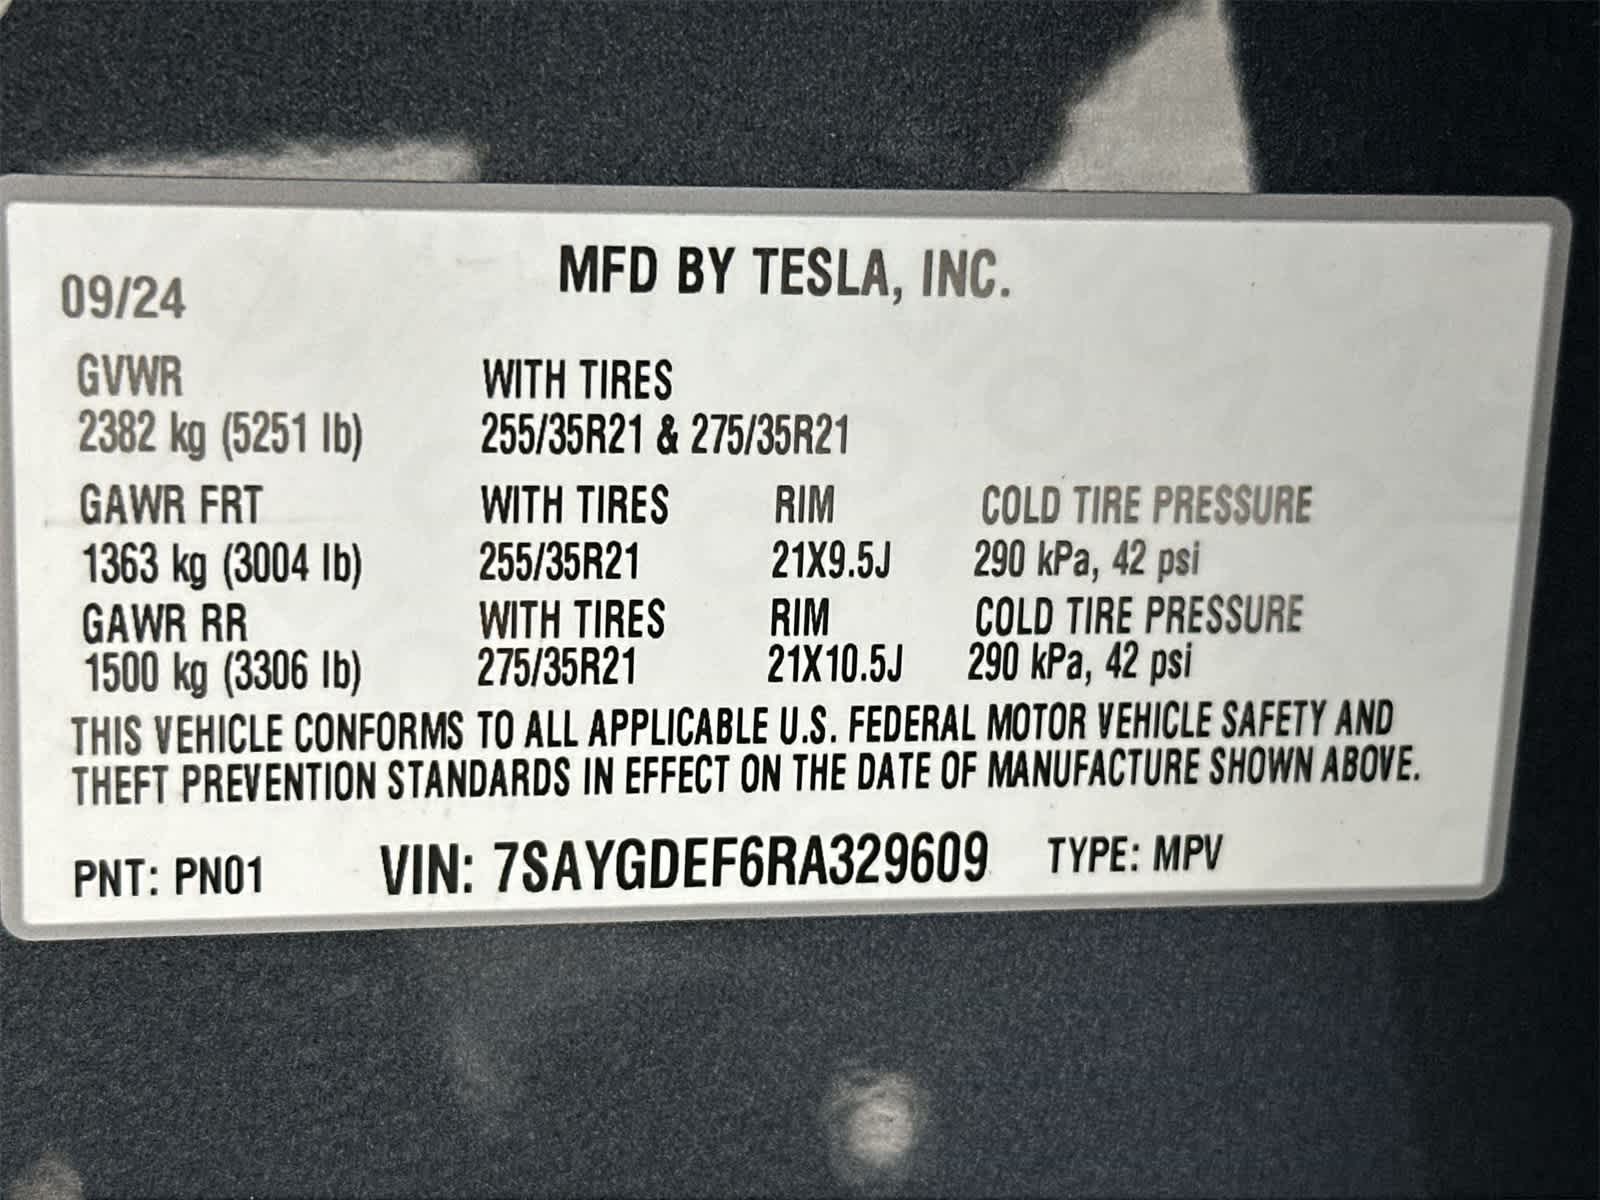 MFD BY TESLA, INC.
09/24
GVWR WITH TIRES
2382 kg (5251 lb) 255/35R21 & 275/35R21
GAWR FRT WITH TIRES RIM COLD TIRE PRESSURE
1363 kg (3004 lb) 255/35R21 21X9.5J 290 kPa, 42 psi
GAWR RR WITH TIRES RIM COLD TIRE PRESSURE
1500 kg (3306 lb) 275/35R21 21X10.5J 290 kPa, 42 psi
THIS VEHICLE CONFORMS TO ALL APPLICABLE U.S. FEDERAL MOTOR VEHICLE SAFETY AND
THEFT PREVENTION STANDARDS IN EFFECT ON THE DATE OF MANUFACTURE SHOWN ABOVE.
PNT: PN01 VIN: 7SAYGDEF6RA329609 TYPE: MPV